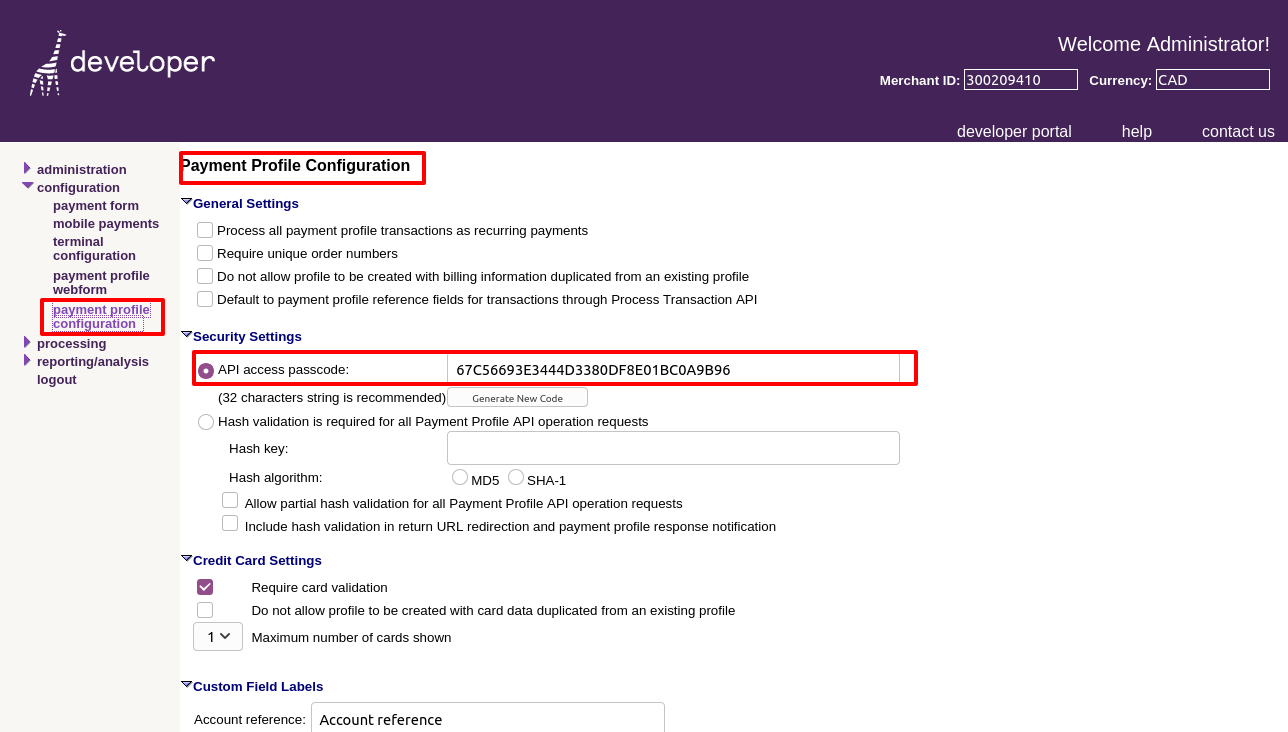 developer
Welcome Administrator!
Merchant ID: 300209410 Currency: CAD
developer portal help contact us
administration
configuration
payment form
mobile payments
terminal
configuration
payment profile
webform
payment profile
configuration
processing
reporting/analysis
logout
Payment Profile Configuration
General Settings
Process all payment profile transactions as recurring payments
Require unique order numbers
Do not allow profile to be created with billing information duplicated from an existing profile
Default to payment profile reference fields for transactions through Process Transaction API
Security Settings
API access passcode: 67C56693E3444D3380DF8E01BC0A9B96
(32 characters string is recommended) Generate New Code
Hash validation is required for all Payment Profile API operation requests
Hash key:
Hash algorithm: MD5 SHA-1
Allow partial hash validation for all Payment Profile API operation requests
Include hash validation in return URL redirection and payment profile response notification
Credit Card Settings
Require card validation
Do not allow profile to be created with card data duplicated from an existing profile
1 Maximum number of cards shown
Custom Field Labels
Account reference: Account reference